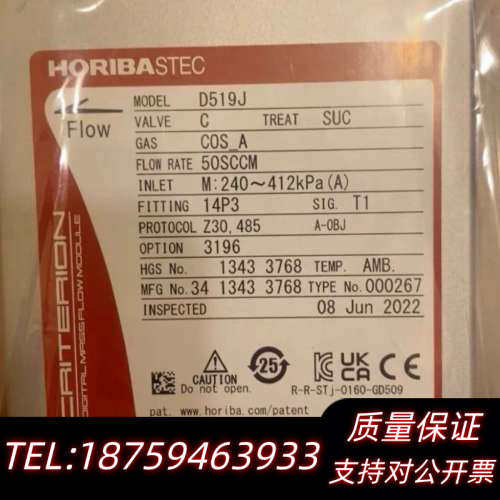 HORIBASTEC
Flow
MODEL D519J
VALVE C TREAT SUC
GAS COS_A
FLOW RATE 50SCCM
INLET M:240~412kPa(A)
FITTING 14P3 SIG. T1
PROTOCOL Z30,485 A-OBJ
OPTION 3196
HGS No. 1343 3768 TEMP. AMB.
MFG No. 34 1343 3768 TYPE No. 000267
INSPECTED 08 Jun 2022
CRITERION
DIGITAL MASS FLOW MODULE
CAUTION
Do not open.
25
UK
CA
CE
R-R-STj-0160-GD509
pat. www.horiba.com/patent
TEL:18759463933
质量保证
支持对公开票